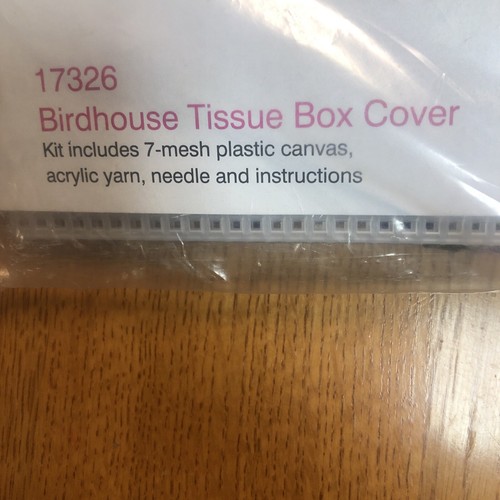 17326
Birdhouse Tissue Box Cover
Kit includes 7-mesh plastic canvas,
acrylic yarn, needle and instructions